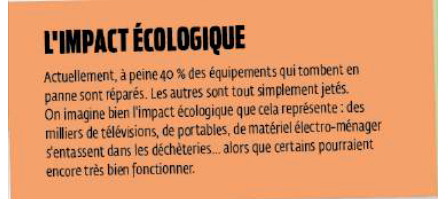 L'IMPACT ÉCOLOGIQUE
Actuellement, à peine 40 % des équipements qui tombent en
panne sont réparés. Les autres sont tout simplement jetés.
On imagine bien l'impact écologique que cela représente : des
milliers de télévisions, de portables, de matériel électro-ménager
s'entassent dans les déchèteries... alors que certains pourraient
encore très bien fonctionner.